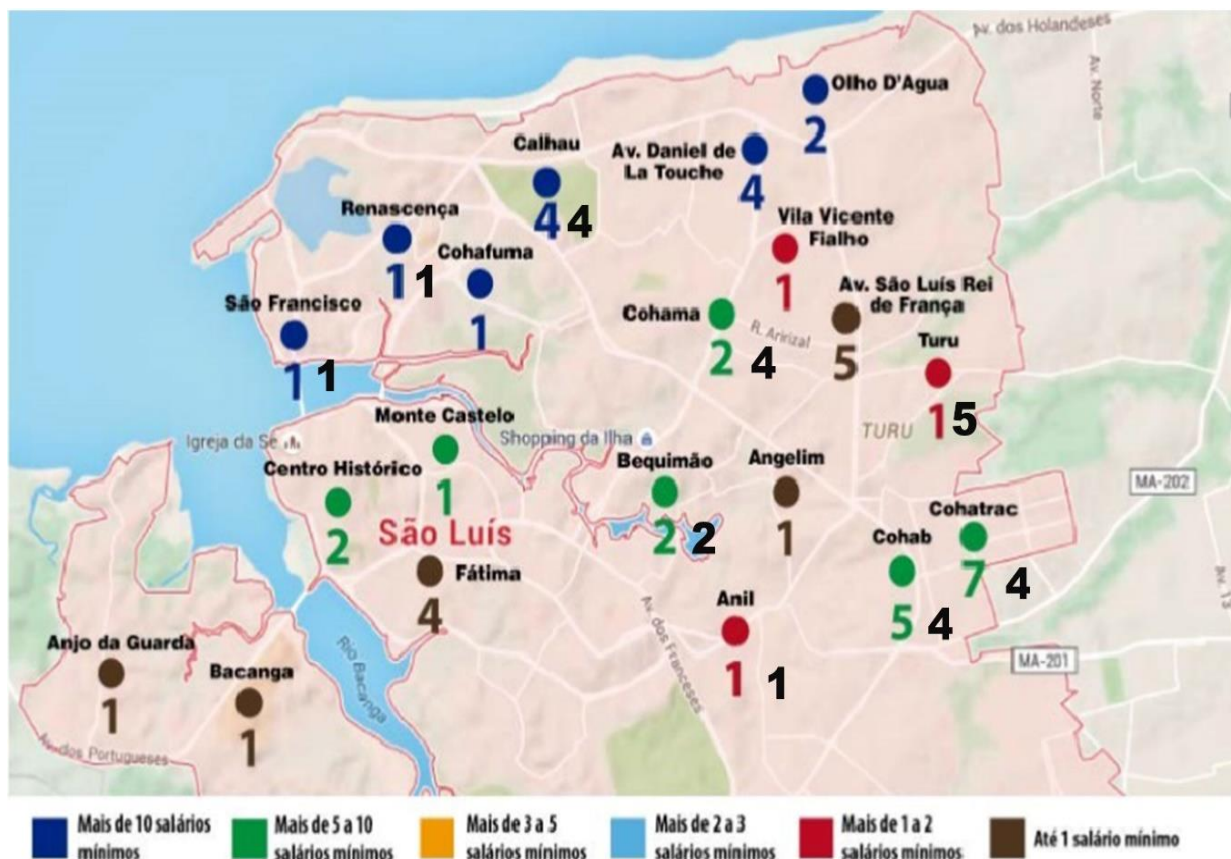 Av. dos Holandeses
Av. Norte
Olho D'Agua
2
Calhau
4 4
Av. Daniel de
La Touche
4
Renascença
1 1
Cohafuma
1
Vila Vicente
Fialho
1
Av. São Luís Rei
de França
5
São Francisco
1 1
Cohama
2 4
R. Aririzal
Turu
1 5
TURU
Monte Castelo
1
Igreja da Sé
Shopping da Ilha
Centro Histórico
2
Bequimão
2 2
Angelim
1
MA-202
São Luís
Cohatrac
7 4
Cohab
5 4
Fátima
4
Anil
1 1
Av. dos Franceses
MA-201
Anjo da Guarda
1
Bacanga
1
Rio Bacanga
Av. dos Portugueses
Mais de 10 salários
mínimos
Mais de 5 a 10
salários mínimos
Mais de 3 a 5
salários mínimos
Mais de 2 a 3
salários mínimos
Mais de 1 a 2
salários mínimos
Até 1 salário mínimo